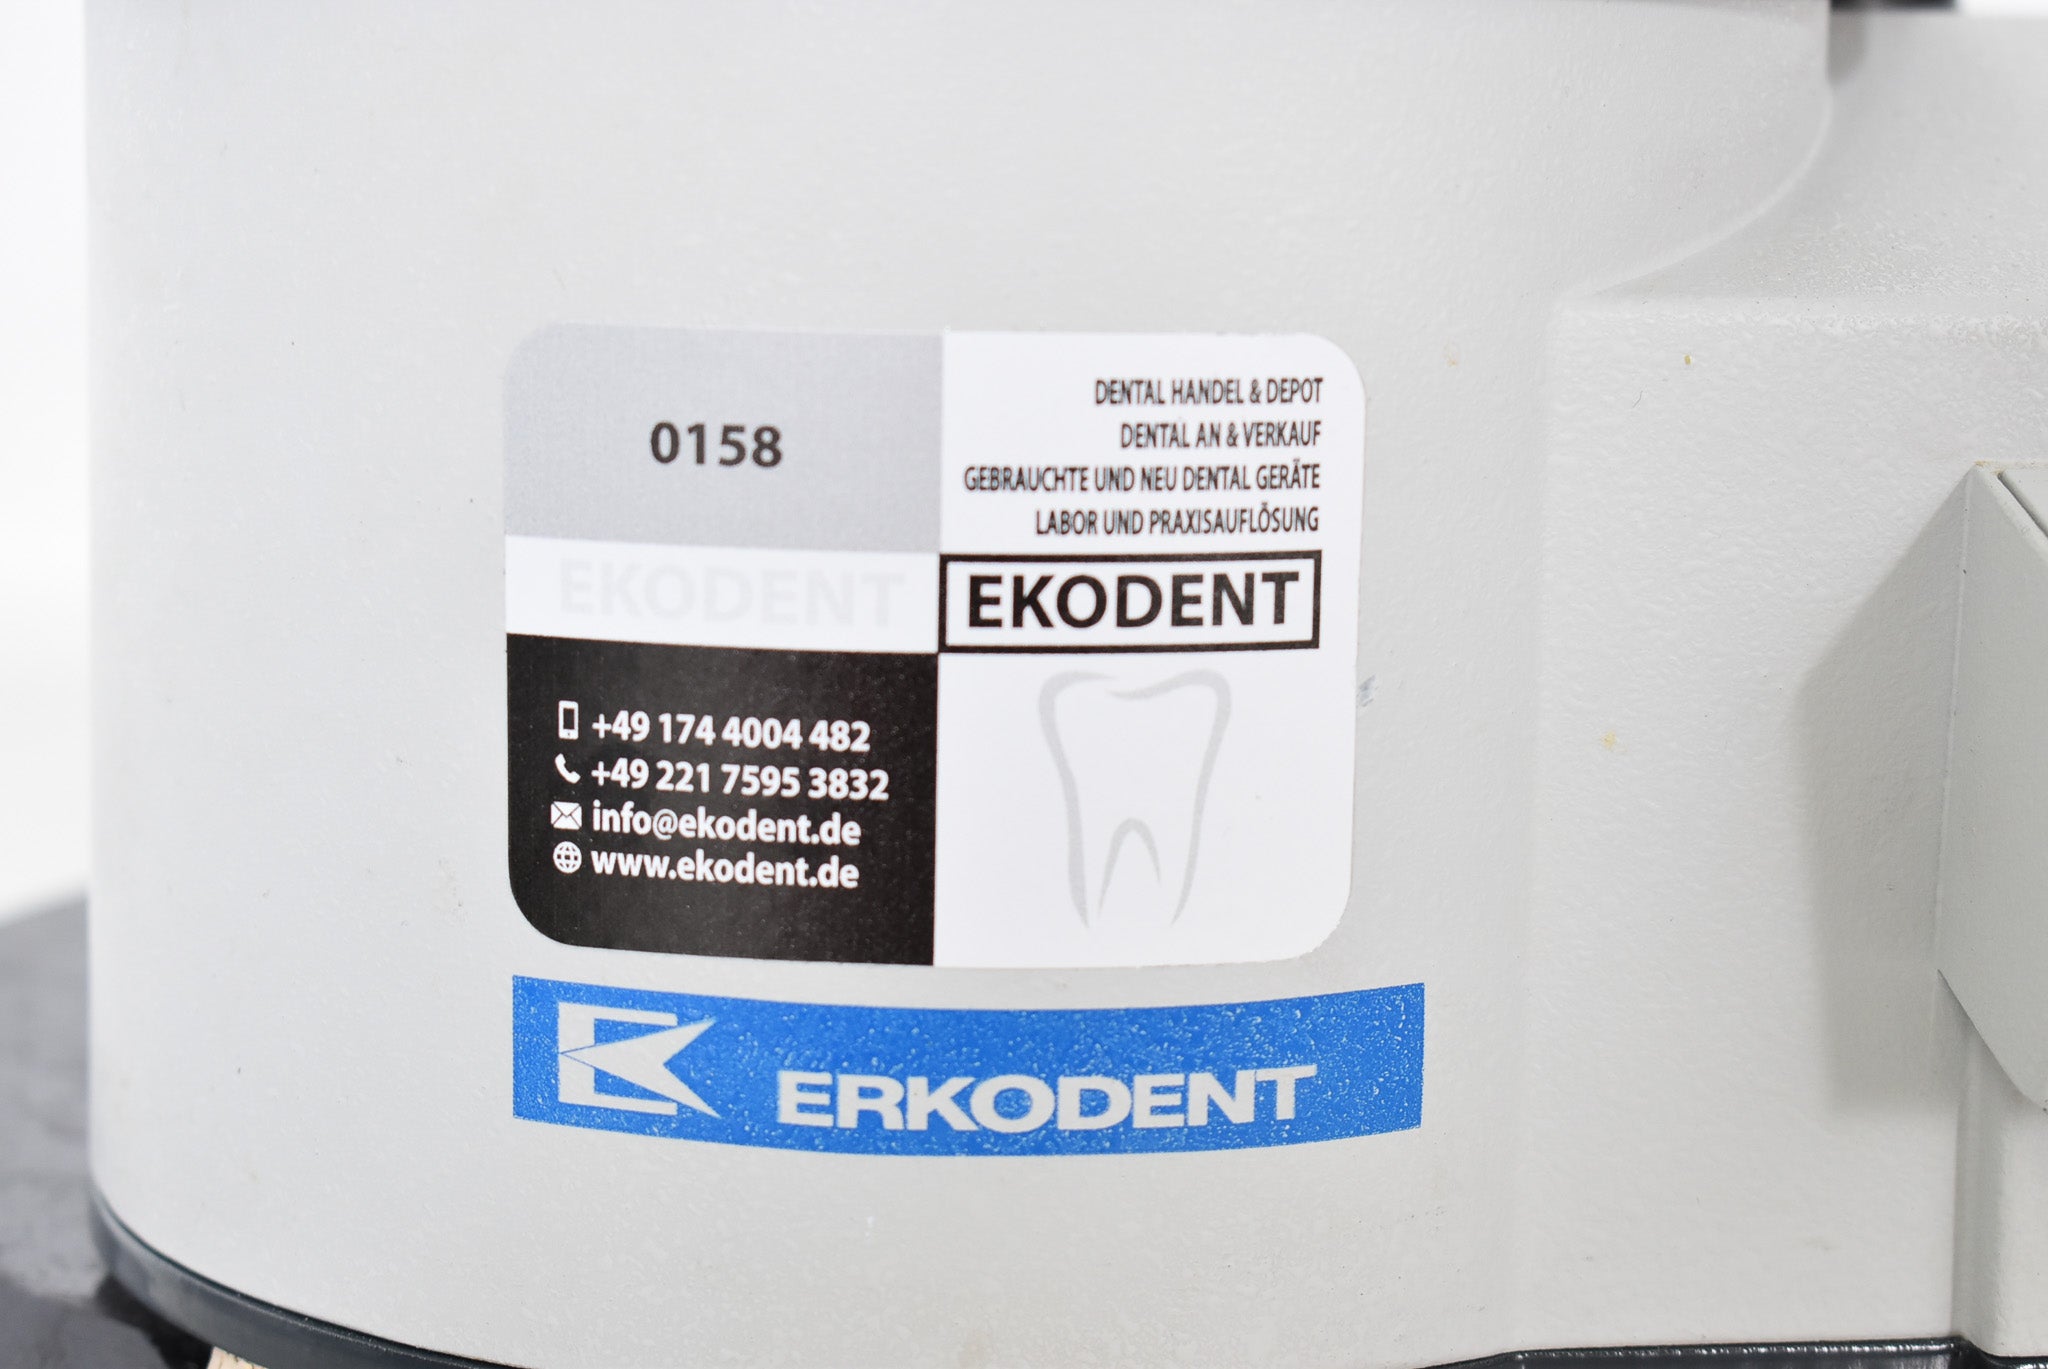 0158
DENTAL HANDEL & DEPOT
DENTAL AN & VERKAUF
GEBRAUCHTE UND NEU DENTAL GERÄTE
LABOR UND PRAXISAUFLÖSUNG
EKODENT
EKODENT
+49 174 4004 482
+49 221 7595 3832
info@ekodent.de
www.ekodent.de
ERKODENT